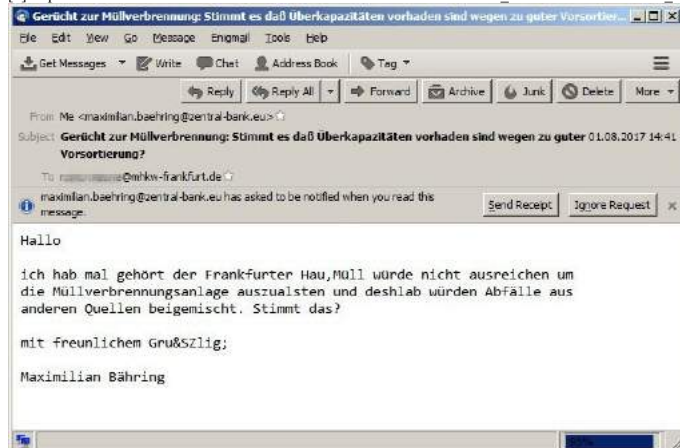 Gerücht zur Müllverbrennung: Stimmt es daß Überkapazitäten vorhaden sind wegen zu guter Vorsortier...
File Edit View Go Message Enigmail Tools Help
Get Messages Write Chat Address Book Tag
Reply Reply All Forward Archive Junk Delete More
From Me <maximilian.baehring@zentral-bank.eu>
Subject Gerücht zur Müllverbrennung: Stimmt es daß Überkapazitäten vorhaden sind wegen zu guter 01.08.2017 14:41
Vorsortierung?
To @mhkw-frankfurt.de
maximilian.baehring@zentral-bank.eu has asked to be notified when you read this
message.
Send Receipt Ignore Request
Hallo
ich hab mal gehört der Frankfurter Hau,Müll würde nicht ausreichen um
die Müllverbrennungsanlage auszualsten und deshlab würden Abfälle aus
anderen Quellen beigemischt. Stimmt das?
mit freunlichem Gru&SZlig;
Maximilian Bähring